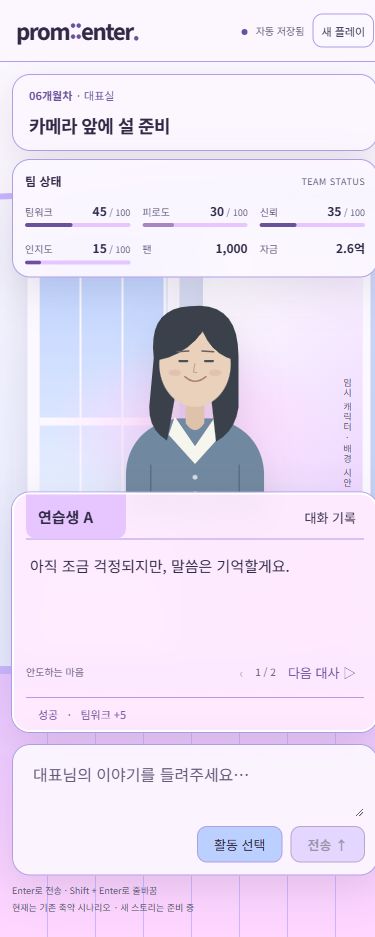 prom::enter.
자동 저장됨
새 플레이
06개월차 · 대표실
카메라 앞에 설 준비
팀 상태
TEAM STATUS
팀워크 45 / 100
피로도 30 / 100
신뢰 35 / 100
인지도 15 / 100
팬 1,000
자금 2.6억
임시 캐릭터 · 배경 시안
연습생 A
대화 기록
아직 조금 걱정되지만, 말씀은 기억할게요.
안도하는 마음
‹ 1 / 2 다음 대사 ▷
성공 · 팀워크 +5
대표님의 이야기를 들려주세요…
활동 선택
전송 ↑
Enter로 전송 · Shift + Enter로 줄바꿈
현재는 기존 축약 시나리오 · 새 스토리는 준비 중